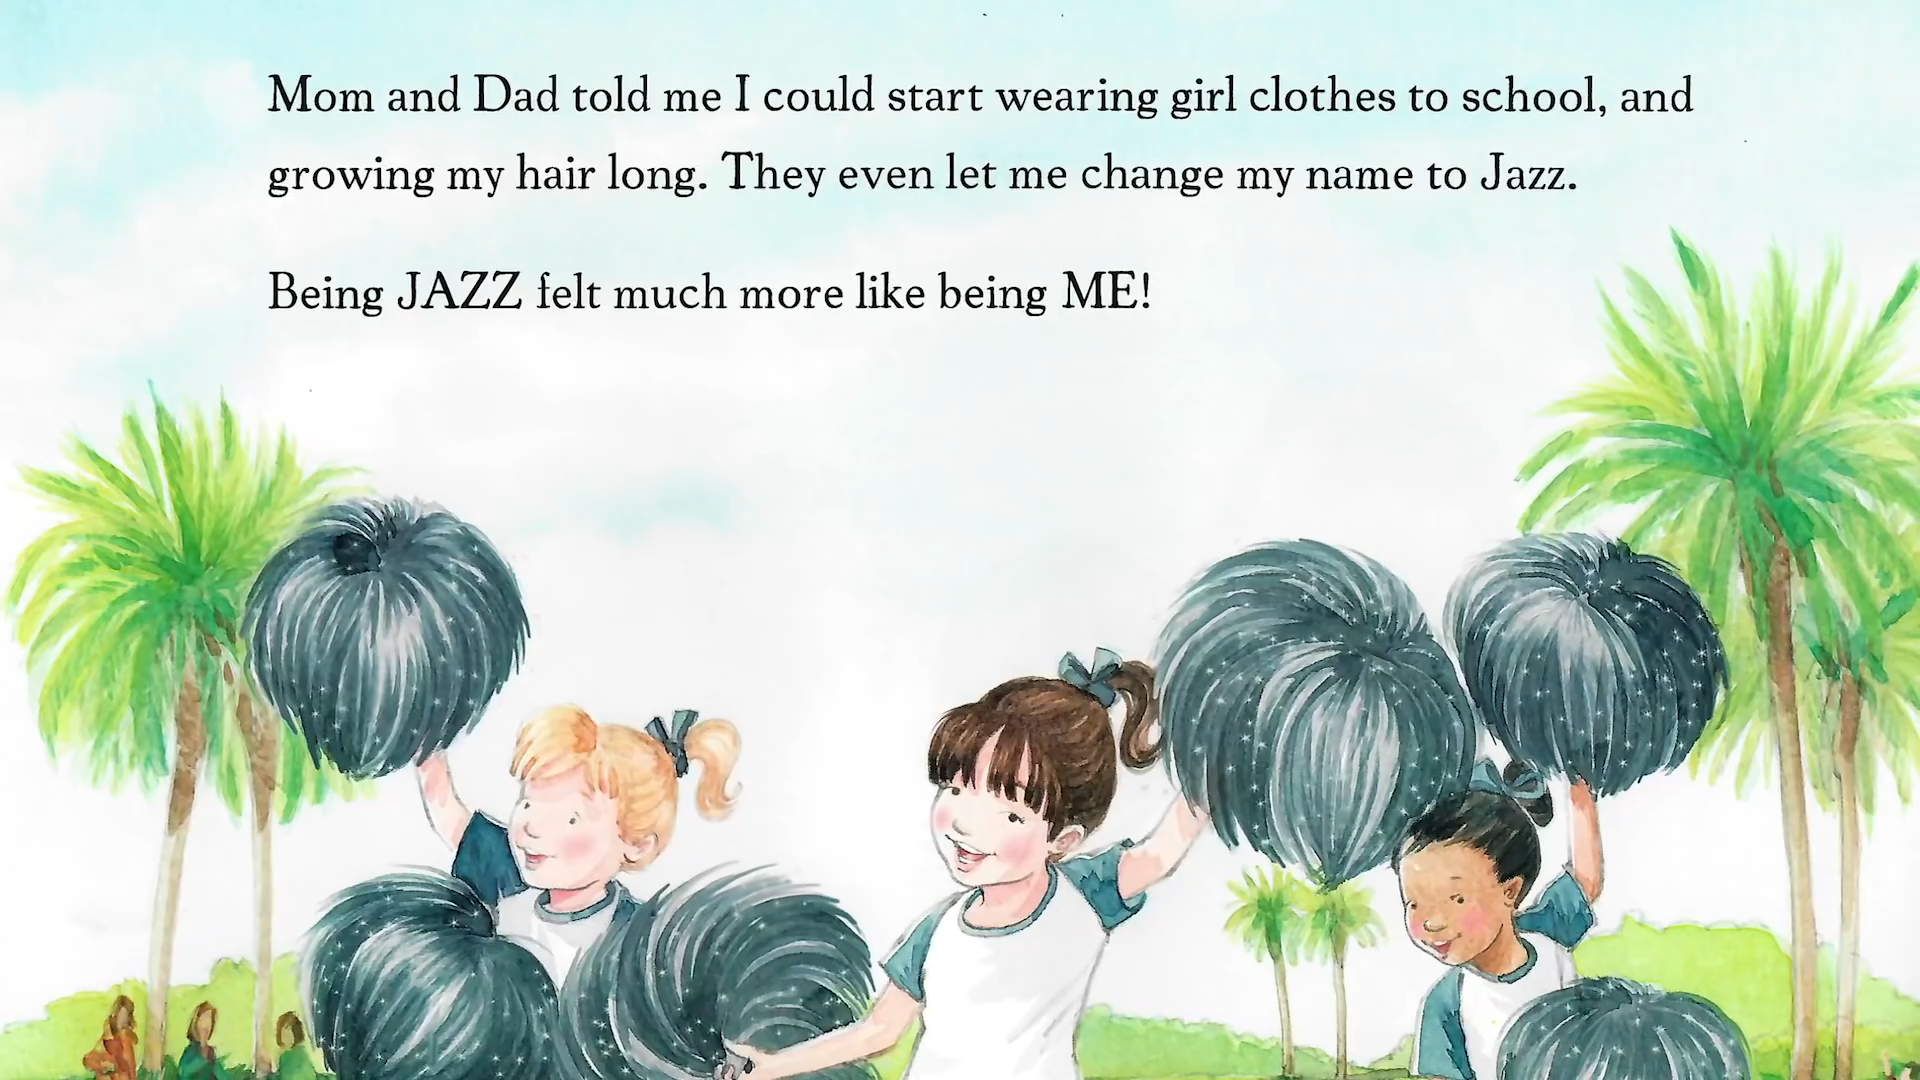 Mom and Dad told me I could start wearing girl clothes to school, and
growing my hair long. They even let me change my name to Jazz.
Being JAZZ felt much more like being ME!